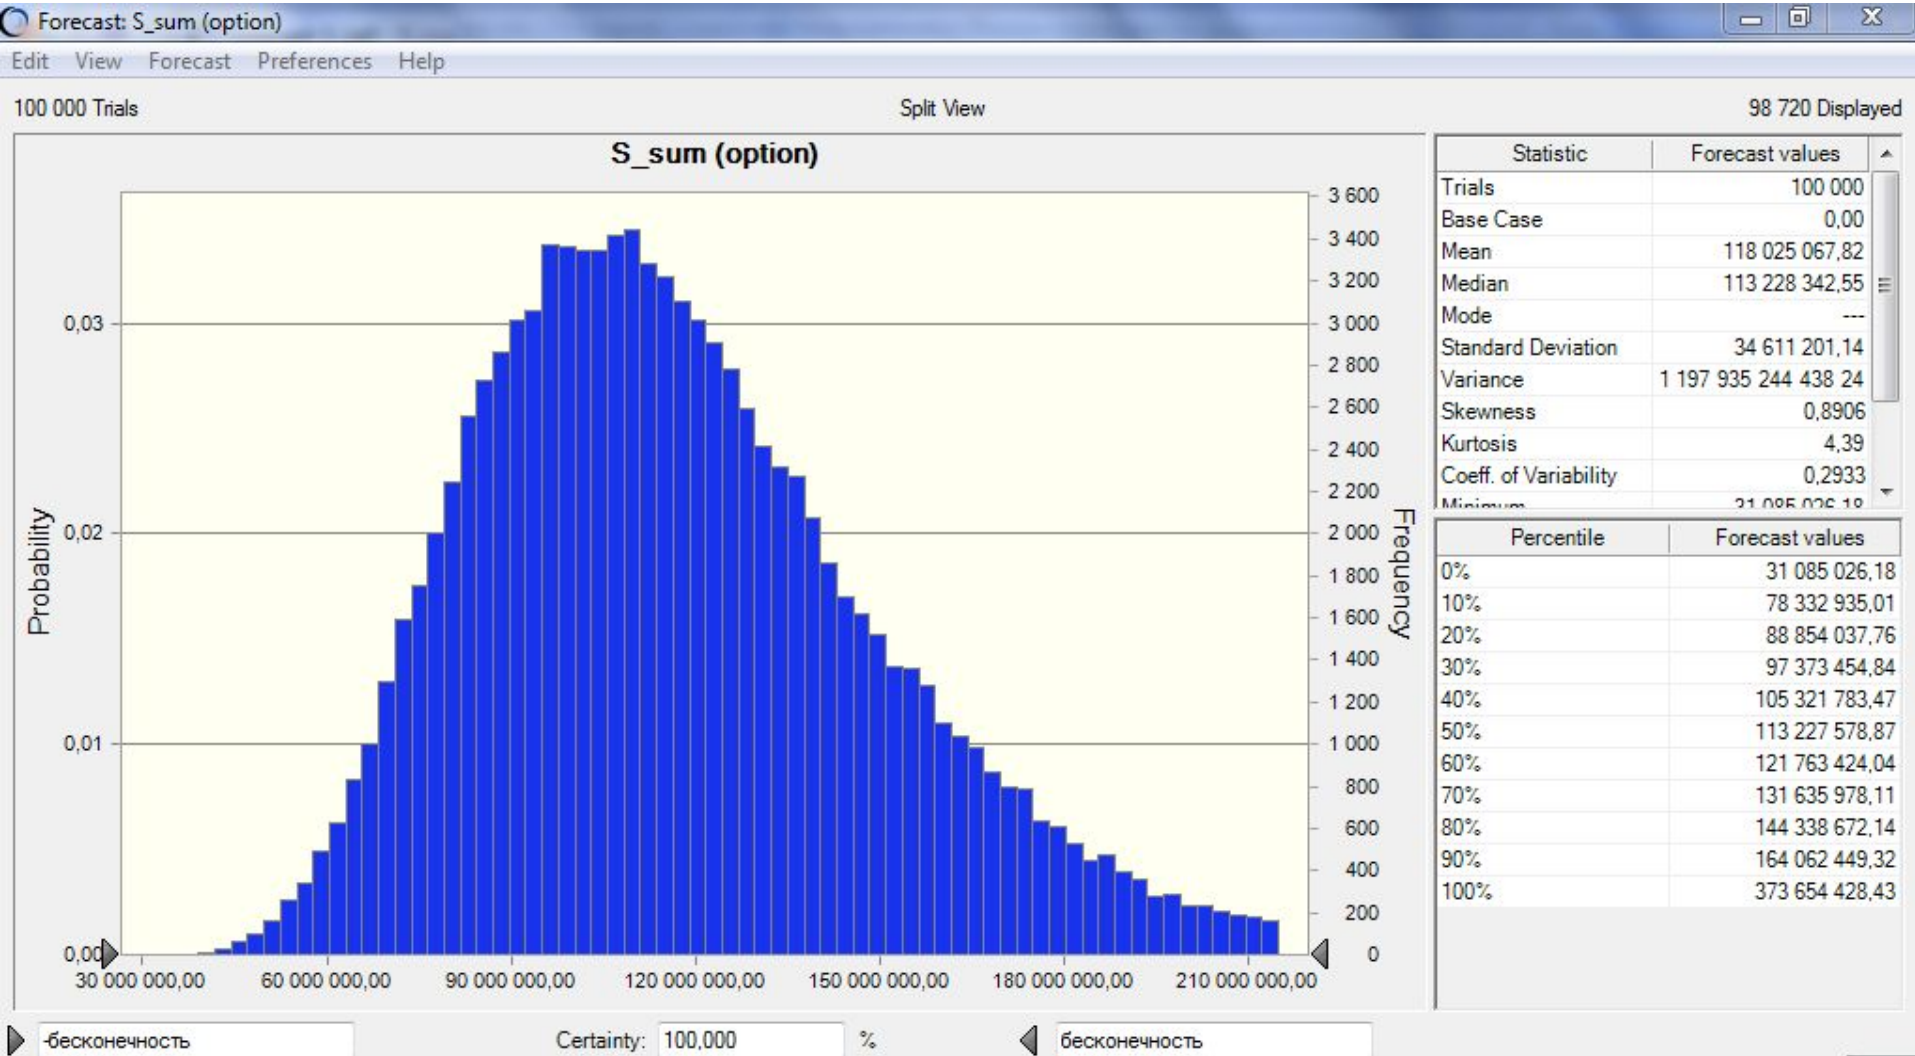 Forecast: S_sum (option)
Edit View Forecast Preferences Help
100 000 Trials Split View 98 720 Displayed
S_sum (option)
Probability
0,03
0,02
0,01
0,00
3 600
3 400
3 200
3 000
2 800
2 600
2 400
2 200
2 000
1 800
1 600
1 400
1 200
1 000
800
600
400
200
0
Frequency
30 000 000,00 60 000 000,00 90 000 000,00 120 000 000,00 150 000 000,00 180 000 000,00 210 000 000,00
Statistic Forecast values
Trials 100 000
Base Case 0,00
Mean 118 025 067,82
Median 113 228 342,55
Mode ---
Standard Deviation 34 611 201,14
Variance 1 197 935 244 438 24
Skewness 0,8906
Kurtosis 4,39
Coeff. of Variability 0,2933
Minimum 31 085 026,18
Percentile Forecast values
0% 31 085 026,18
10% 78 332 935,01
20% 88 854 037,76
30% 97 373 454,84
40% 105 321 783,47
50% 113 227 578,87
60% 121 763 424,04
70% 131 635 978,11
80% 144 338 672,14
90% 164 062 449,32
100% 373 654 428,43
-бесконечность Certainty: 100,000 % бесконечность